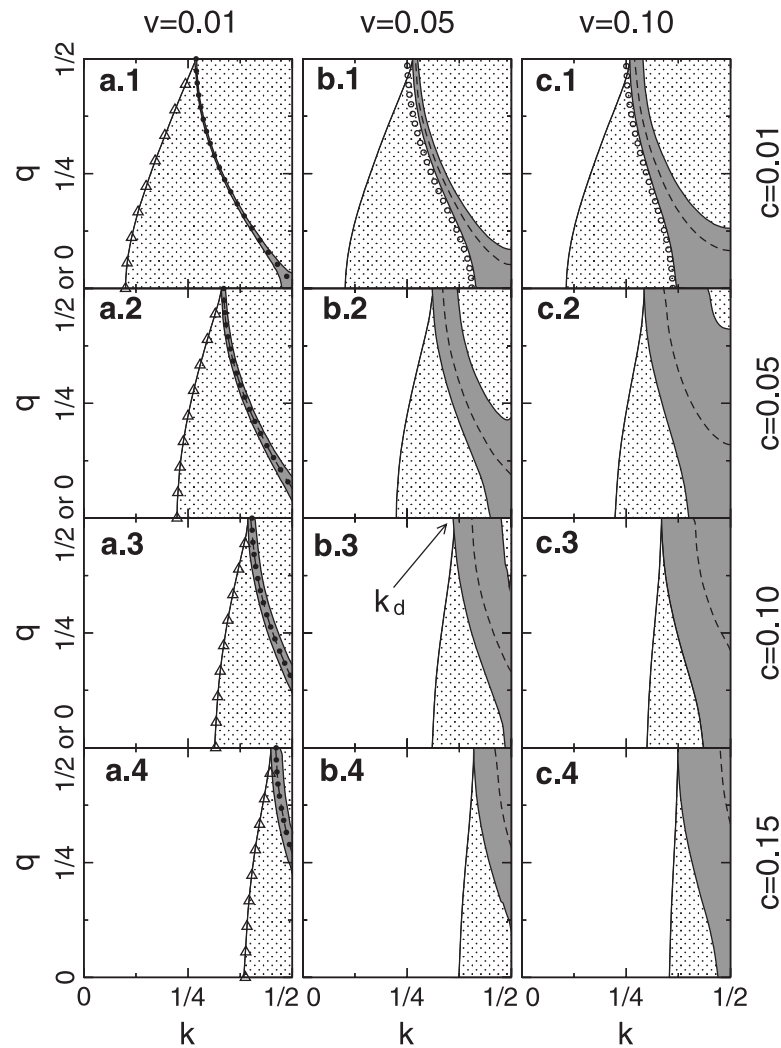 v=0.01 v=0.05 v=0.10
a.1 b.1 c.1
1/2
q
1/4
c=0.01
1/2 or 0
a.2 b.2 c.2
q
1/4
c=0.05
1/2 or 0
a.3 b.3 c.3
k_d
q
1/4
c=0.10
1/2 or 0
a.4 b.4 c.4
q
1/4
c=0.15
0
0 1/4 1/2 0 1/4 1/2 0 1/4 1/2
k k k